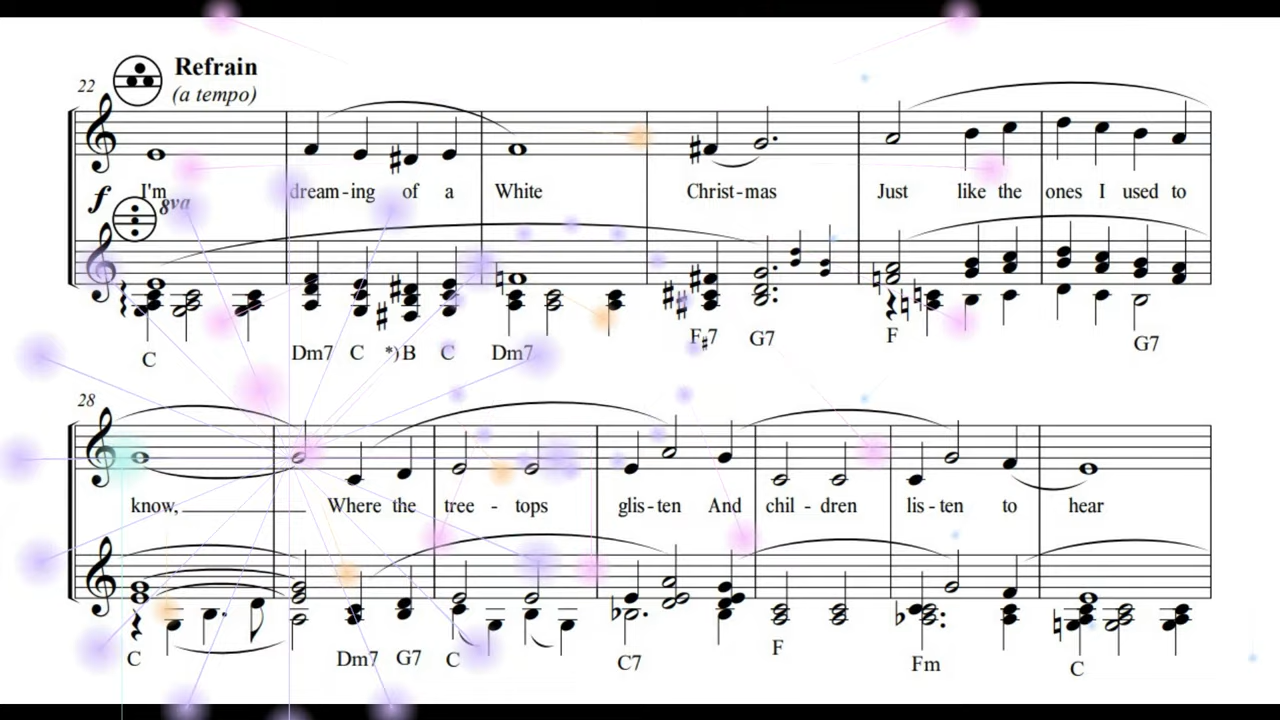 Refrain
22
(a tempo)
f I'm dream-ing of a White Christ-mas Just like the ones I used to
8va
C Dm7 C *)B C Dm7 F#7 G7 F G7
28
know, Where the tree - tops glis-ten And chil - dren lis-ten to hear
C Dm7 G7 C C7 F Fm C